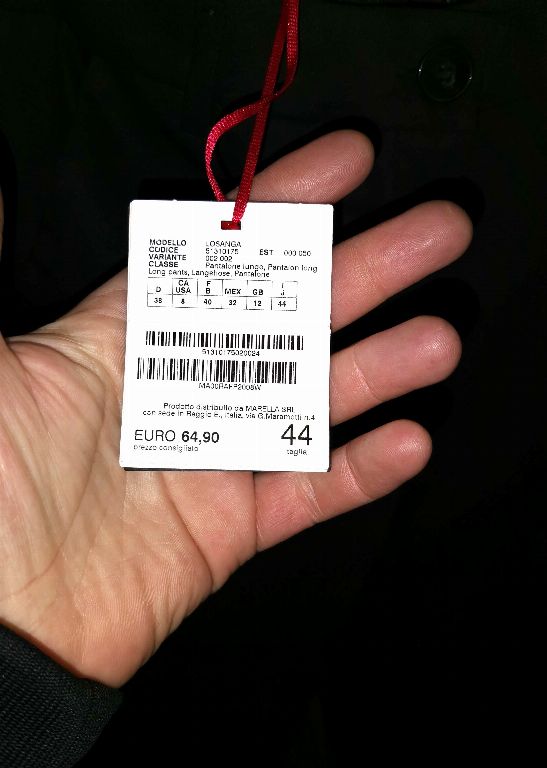 MODELLO LOSANGA
CODICE 51310175 EST 000 050
VARIANTE 002 002
CLASSE Pantalone lungo, Pantalon long
Long pants, Langehose, Pantalone
D CA USA F B MEX GB I J
38 8 40 32 12 44
51310175020024
Prodotto distribuito da MARELLA SRL
con sede in Reggio E., Italia, via G.Maramotti n.4
EURO 64,90 44
prezzo consigliato taglia